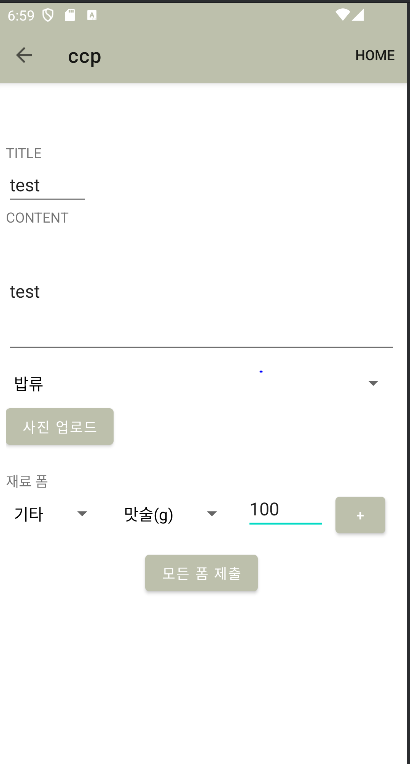 6:59 A
ccp HOME
TITLE
test
CONTENT
test
밥류
사진 업로드
재료 폼
기타 맛술(g) 100 +
모든 폼 제출